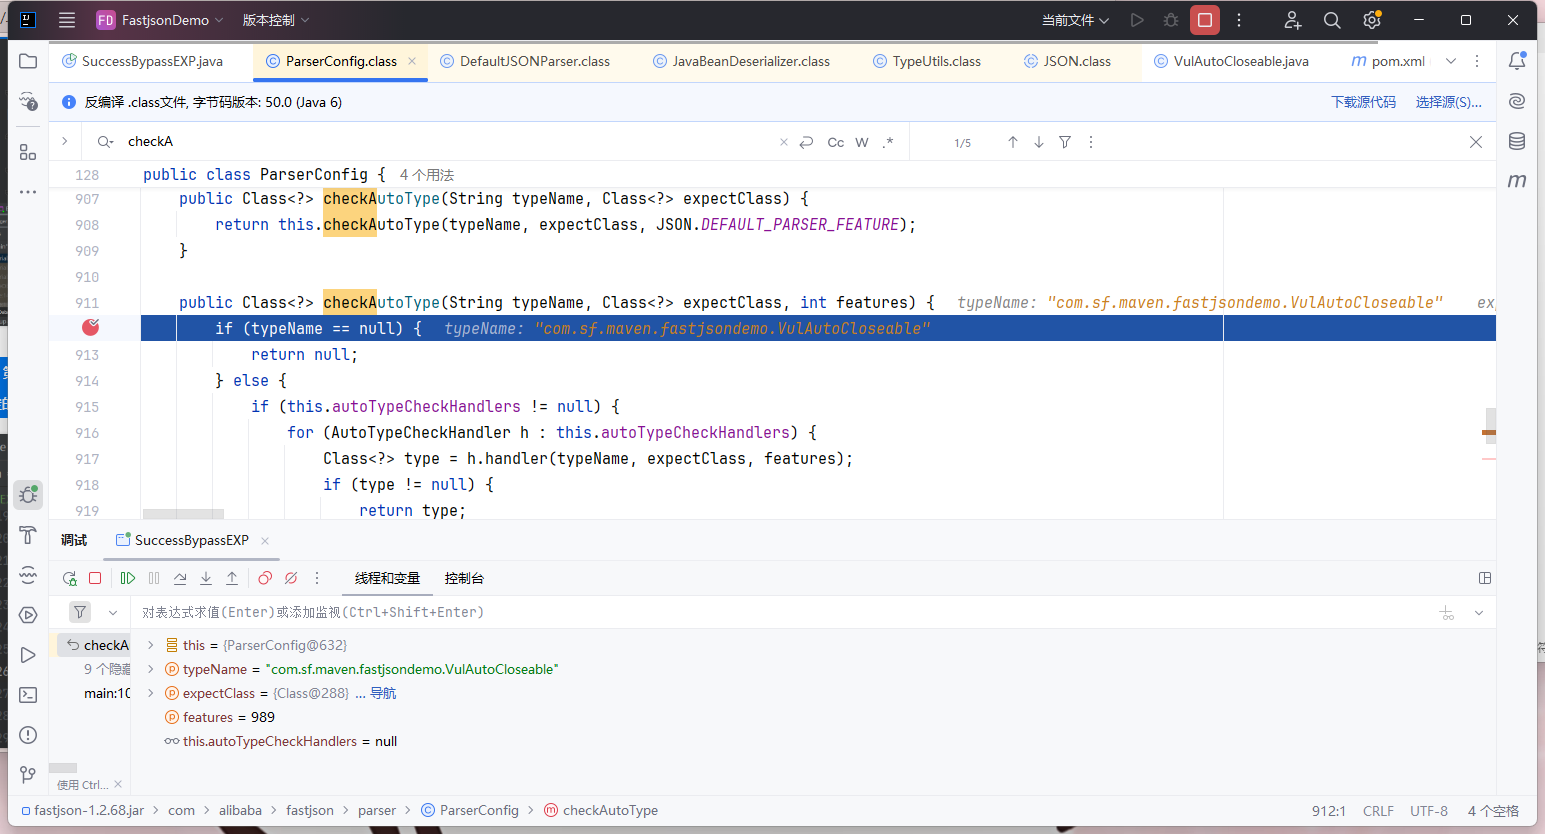 FD FastjsonDemo 版本控制 当前文件
SuccessBypassEXP.java ParserConfig.class DefaultJSONParser.class JavaBeanDeserializer.class TypeUtils.class JSON.class VulAutoCloseable.java m pom.xml
反编译 .class文件, 字节码版本: 50.0 (Java 6) 下载源代码 选择源(S)...
checkA Cc W .* 1/5
128 public class ParserConfig { 4 个用法
907 public Class<?> checkAutoType(String typeName, Class<?> expectClass) {
908 return this.checkAutoType(typeName, expectClass, JSON.DEFAULT_PARSER_FEATURE);
909 }
910
911 public Class<?> checkAutoType(String typeName, Class<?> expectClass, int features) { typeName: "com.sf.maven.fastjsondemo.VulAutoCloseable" ex
if (typeName == null) { typeName: "com.sf.maven.fastjsondemo.VulAutoCloseable"
913 return null;
914 } else {
915 if (this.autoTypeCheckHandlers != null) {
916 for (AutoTypeCheckHandler h : this.autoTypeCheckHandlers) {
917 Class<?> type = h.handler(typeName, expectClass, features);
918 if (type != null) {
919 return type;
调试 SuccessBypassEXP
线程和变量 控制台
对表达式求值(Enter)或添加监视(Ctrl+Shift+Enter)
checkA this = {ParserConfig@632}
9 个隐藏 typeName = "com.sf.maven.fastjsondemo.VulAutoCloseable"
main:10 expectClass = {Class@288} ... 导航
features = 989
this.autoTypeCheckHandlers = null
使用 Ctrl...
fastjson-1.2.68.jar > com > alibaba > fastjson > parser > ParserConfig > checkAutoType 912:1 CRLF UTF-8 4 个空格